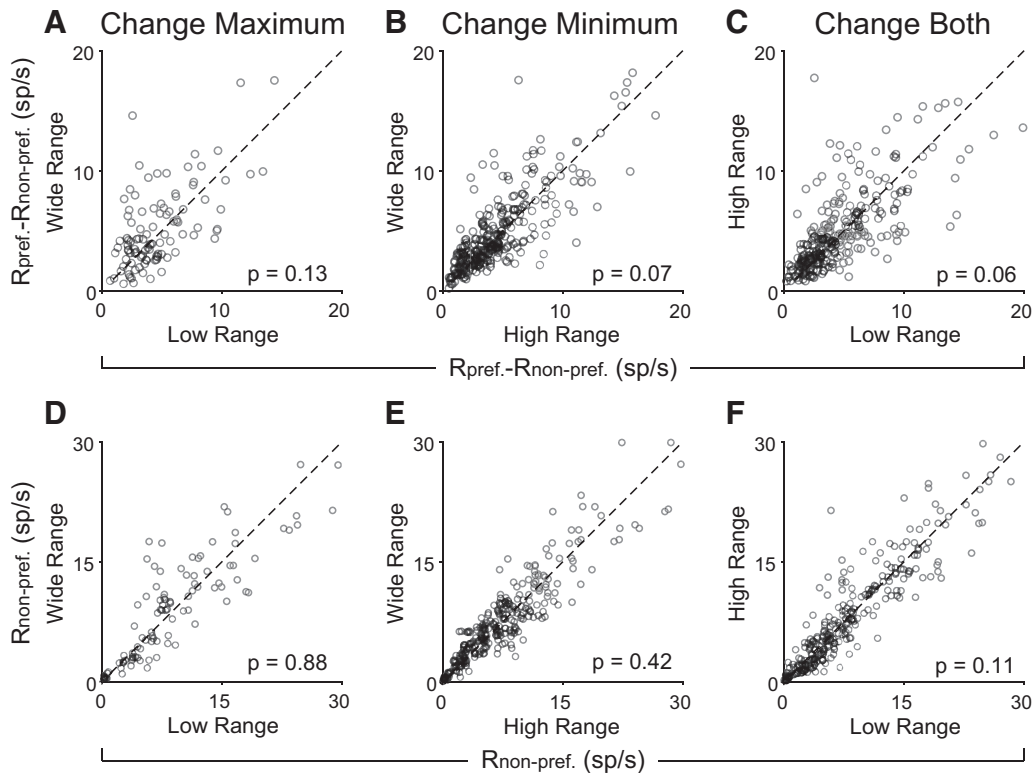 A Change Maximum
B Change Minimum
C Change Both
Rpref.-Rnon-pref. (sp/s)
Wide Range
20
10
0
p = 0.13
0 10 20
Low Range
Wide Range
20
10
0
p = 0.07
0 10 20
High Range
High Range
20
10
0
p = 0.06
0 10 20
Low Range
Rpref.-Rnon-pref. (sp/s)
D
E
F
Rnon-pref. (sp/s)
Wide Range
30
15
0
p = 0.88
0 15 30
Low Range
Wide Range
30
15
0
p = 0.42
0 15 30
High Range
High Range
30
15
0
p = 0.11
0 15 30
Low Range
Rnon-pref. (sp/s)